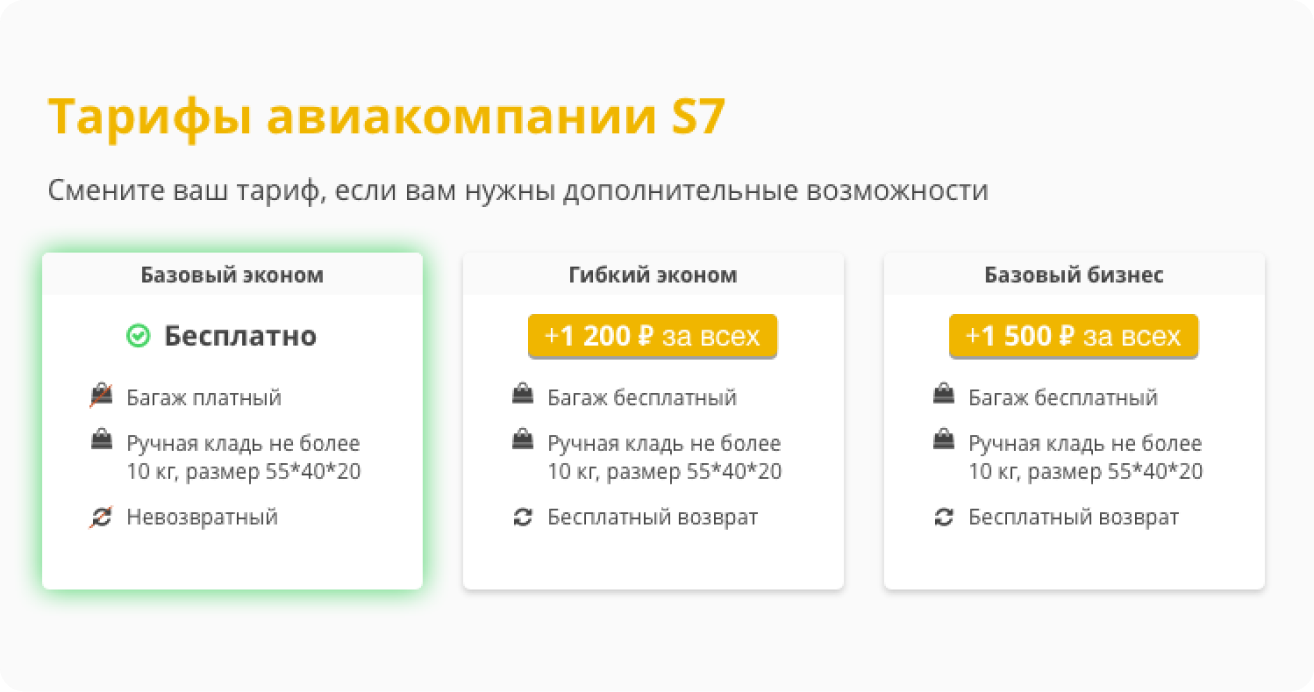 Тарифы авиакомпании S7
Смените ваш тариф, если вам нужны дополнительные возможности
Базовый эконом
Бесплатно
Багаж платный
Ручная кладь не более
10 кг, размер 55*40*20
Невозвратный
Гибкий эконом
+1 200 ₽ за всех
Багаж бесплатный
Ручная кладь не более
10 кг, размер 55*40*20
Бесплатный возврат
Базовый бизнес
+1 500 ₽ за всех
Багаж бесплатный
Ручная кладь не более
10 кг, размер 55*40*20
Бесплатный возврат